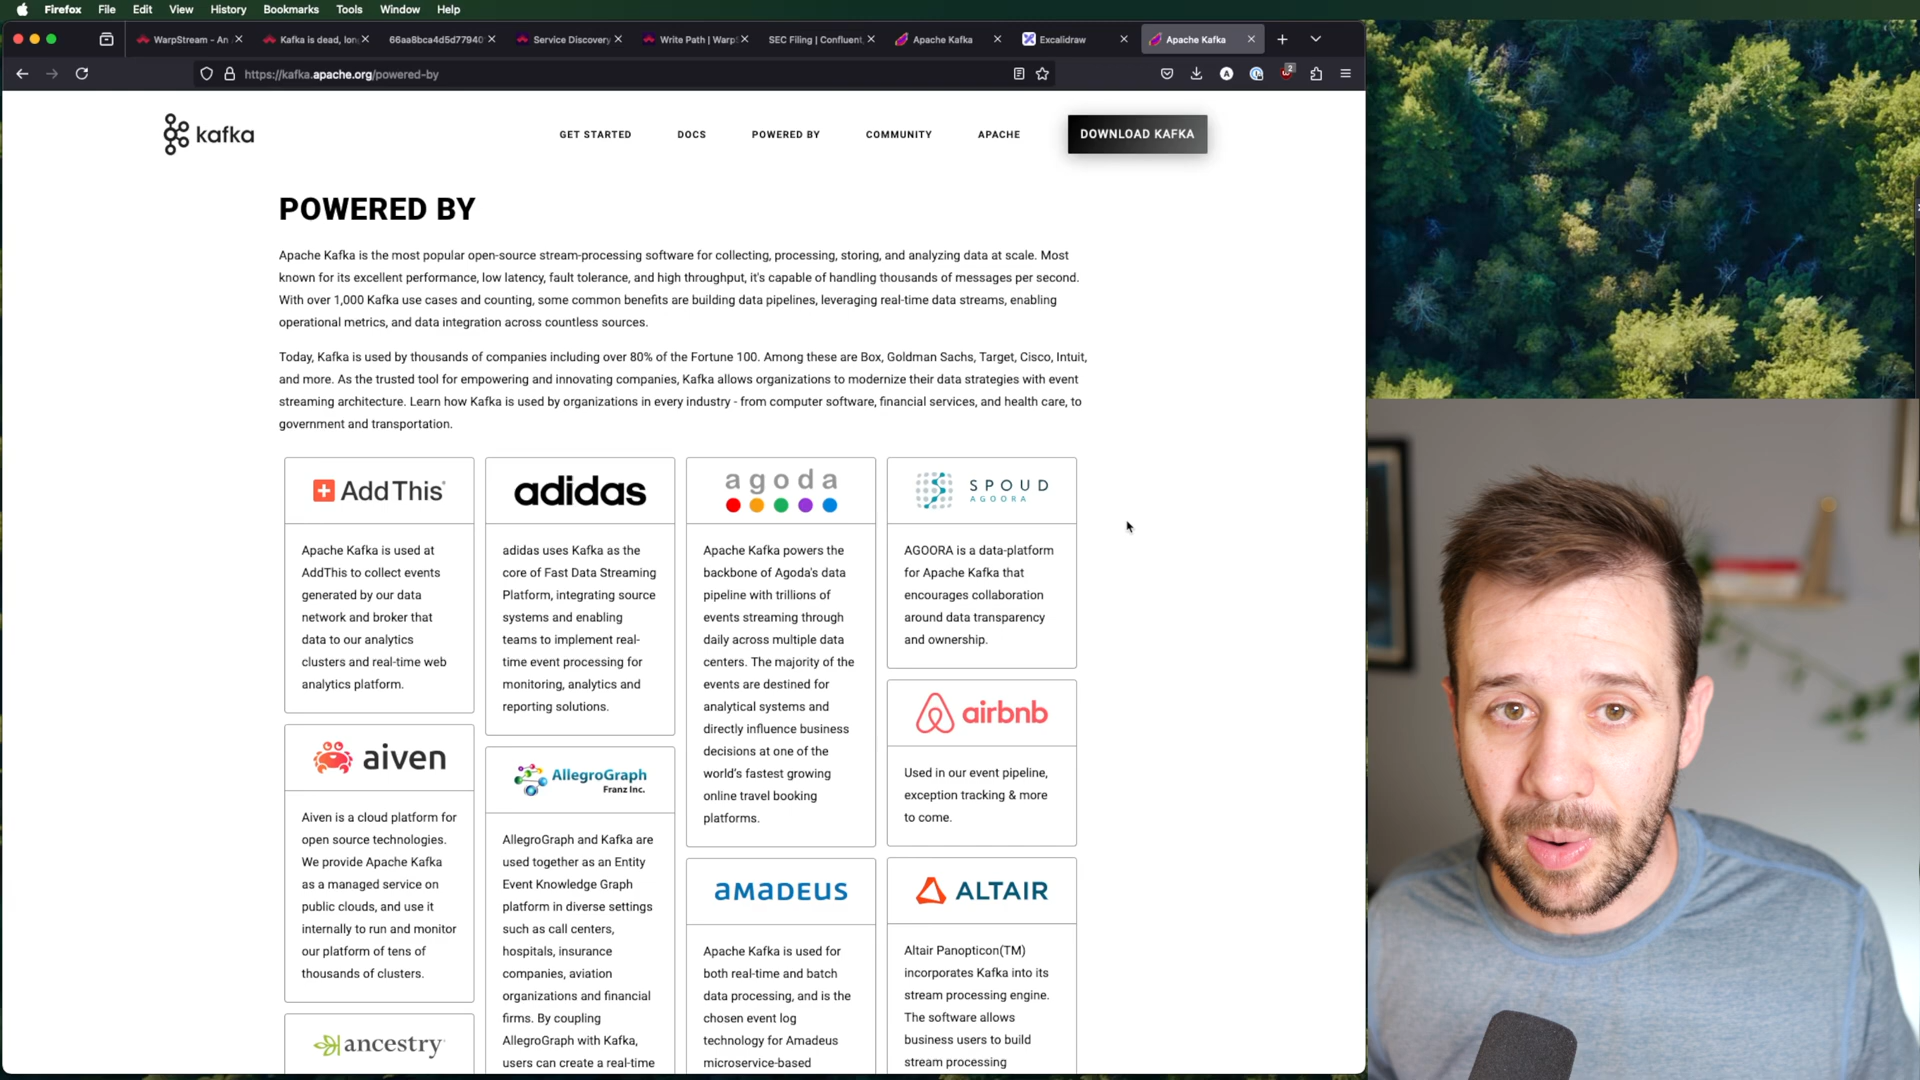 Firefox File Edit View History Bookmarks Tools Window Help
WarpStream - An
Kafka is dead, lon
66aa8bca4d5d77940
Service Discovery
Write Path | Warp
SEC Filing | Confluent,
Apache Kafka
Excalidraw
Apache Kafka
https://kafka.apache.org/powered-by
2
kafka
GET STARTED DOCS POWERED BY COMMUNITY APACHE DOWNLOAD KAFKA
POWERED BY
Apache Kafka is the most popular open-source stream-processing software for collecting, processing, storing, and analyzing data at scale. Most
known for its excellent performance, low latency, fault tolerance, and high throughput, it's capable of handling thousands of messages per second.
With over 1,000 Kafka use cases and counting, some common benefits are building data pipelines, leveraging real-time data streams, enabling
operational metrics, and data integration across countless sources.
Today, Kafka is used by thousands of companies including over 80% of the Fortune 100. Among these are Box, Goldman Sachs, Target, Cisco, Intuit,
and more. As the trusted tool for empowering and innovating companies, Kafka allows organizations to modernize their data strategies with event
streaming architecture. Learn how Kafka is used by organizations in every industry - from computer software, financial services, and health care, to
government and transportation.
AddThis
Apache Kafka is used at
AddThis to collect events
generated by our data
network and broker that
data to our analytics
clusters and real-time web
analytics platform.
aiven
Aiven is a cloud platform for
open source technologies.
We provide Apache Kafka
as a managed service on
public clouds, and use it
internally to run and monitor
our platform of tens of
thousands of clusters.
ancestry
adidas
adidas uses Kafka as the
core of Fast Data Streaming
Platform, integrating source
systems and enabling
teams to implement real-
time event processing for
monitoring, analytics and
reporting solutions.
AllegroGraph
Franz Inc.
AllegroGraph and Kafka are
used together as an Entity
Event Knowledge Graph
platform in diverse settings
such as call centers,
hospitals, insurance
companies, aviation
organizations and financial
firms. By coupling
AllegroGraph with Kafka,
users can create a real-time
agoda
Apache Kafka powers the
backbone of Agoda's data
pipeline with trillions of
events streaming through
daily across multiple data
centers. The majority of the
events are destined for
analytical systems and
directly influence business
decisions at one of the
world's fastest growing
online travel booking
platforms.
aMaDEUS
Apache Kafka is used for
both real-time and batch
data processing, and is the
chosen event log
technology for Amadeus
microservice-based
SPOUD
AGOORA
AGOORA is a data-platform
for Apache Kafka that
encourages collaboration
around data transparency
and ownership.
airbnb
Used in our event pipeline,
exception tracking & more
to come.
ALTAIR
Altair Panopticon(TM)
incorporates Kafka into its
stream processing engine.
The software allows
business users to build
stream processing